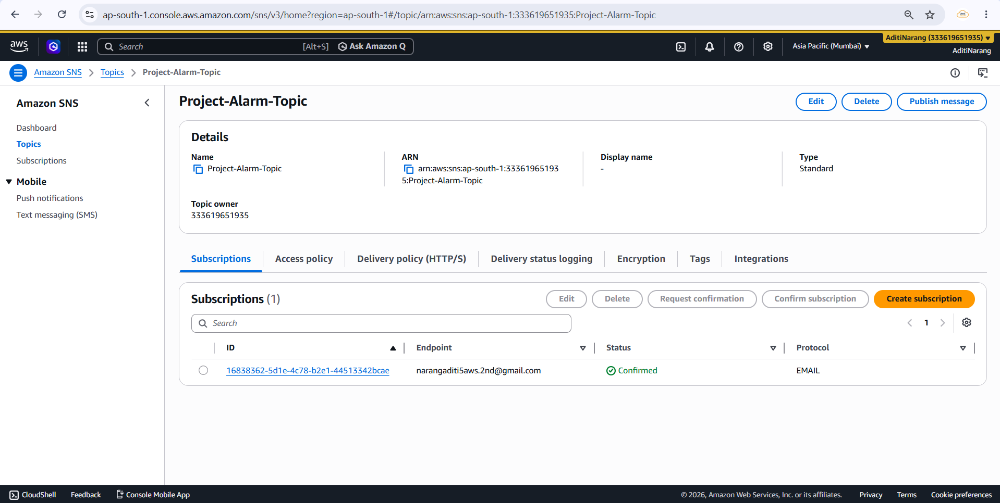 ap-south-1.console.aws.amazon.com/sns/v3/home?region=ap-south-1#/topic/arn:aws:sns:ap-south-1:333619651935:Project-Alarm-Topic
aws
Search [Alt+S] Ask Amazon Q
Asia Pacific (Mumbai)
AditiNarang (333619651935)
AditiNarang
Amazon SNS Topics Project-Alarm-Topic
Amazon SNS
Dashboard
Topics
Subscriptions
Mobile
Push notifications
Text messaging (SMS)
Project-Alarm-Topic
Edit Delete Publish message
Details
Name
Project-Alarm-Topic
ARN
arn:aws:sns:ap-south-1:33361965193
5:Project-Alarm-Topic
Display name
-
Type
Standard
Topic owner
333619651935
Subscriptions Access policy Delivery policy (HTTP/S) Delivery status logging Encryption Tags Integrations
Subscriptions (1)
Edit Delete Request confirmation Confirm subscription Create subscription
Search
1
ID Endpoint Status Protocol
16838362-5d1e-4c78-b2e1-44513342bcae narangaditi5aws.2nd@gmail.com Confirmed EMAIL
CloudShell Feedback Console Mobile App
© 2026, Amazon Web Services, Inc. or its affiliates. Privacy Terms Cookie preferences